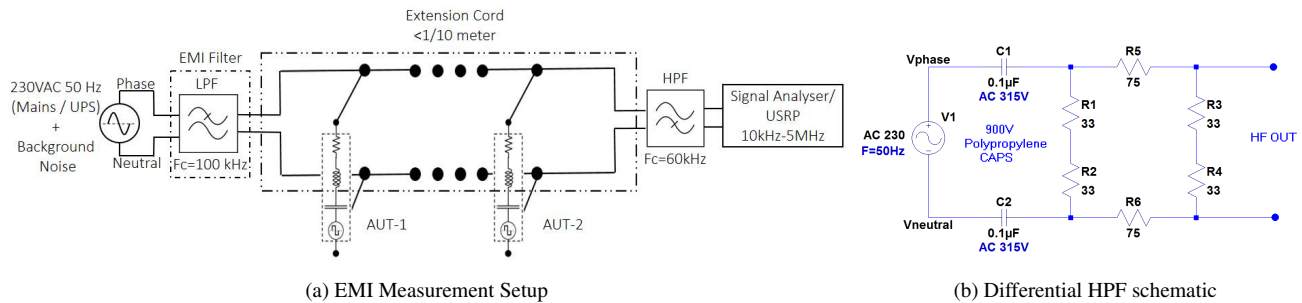 Extension Cord
<1/10 meter
EMI Filter
230VAC 50 Hz
(Mains / UPS)
+
Background
Noise
Phase
Neutral
LPF
Fc=100 kHz
AUT-1
AUT-2
HPF
Fc=60kHz
Signal Analyser/
USRP
10kHz-5MHz
(a) EMI Measurement Setup
Vphase
C1
0.1µF
AC 315V
R5
75
V1
AC 230
F=50Hz
900V
Polypropylene
CAPS
R1
33
R2
33
R3
33
R4
33
HF OUT
Vneutral
C2
0.1µF
AC 315V
R6
75
(b) Differential HPF schematic